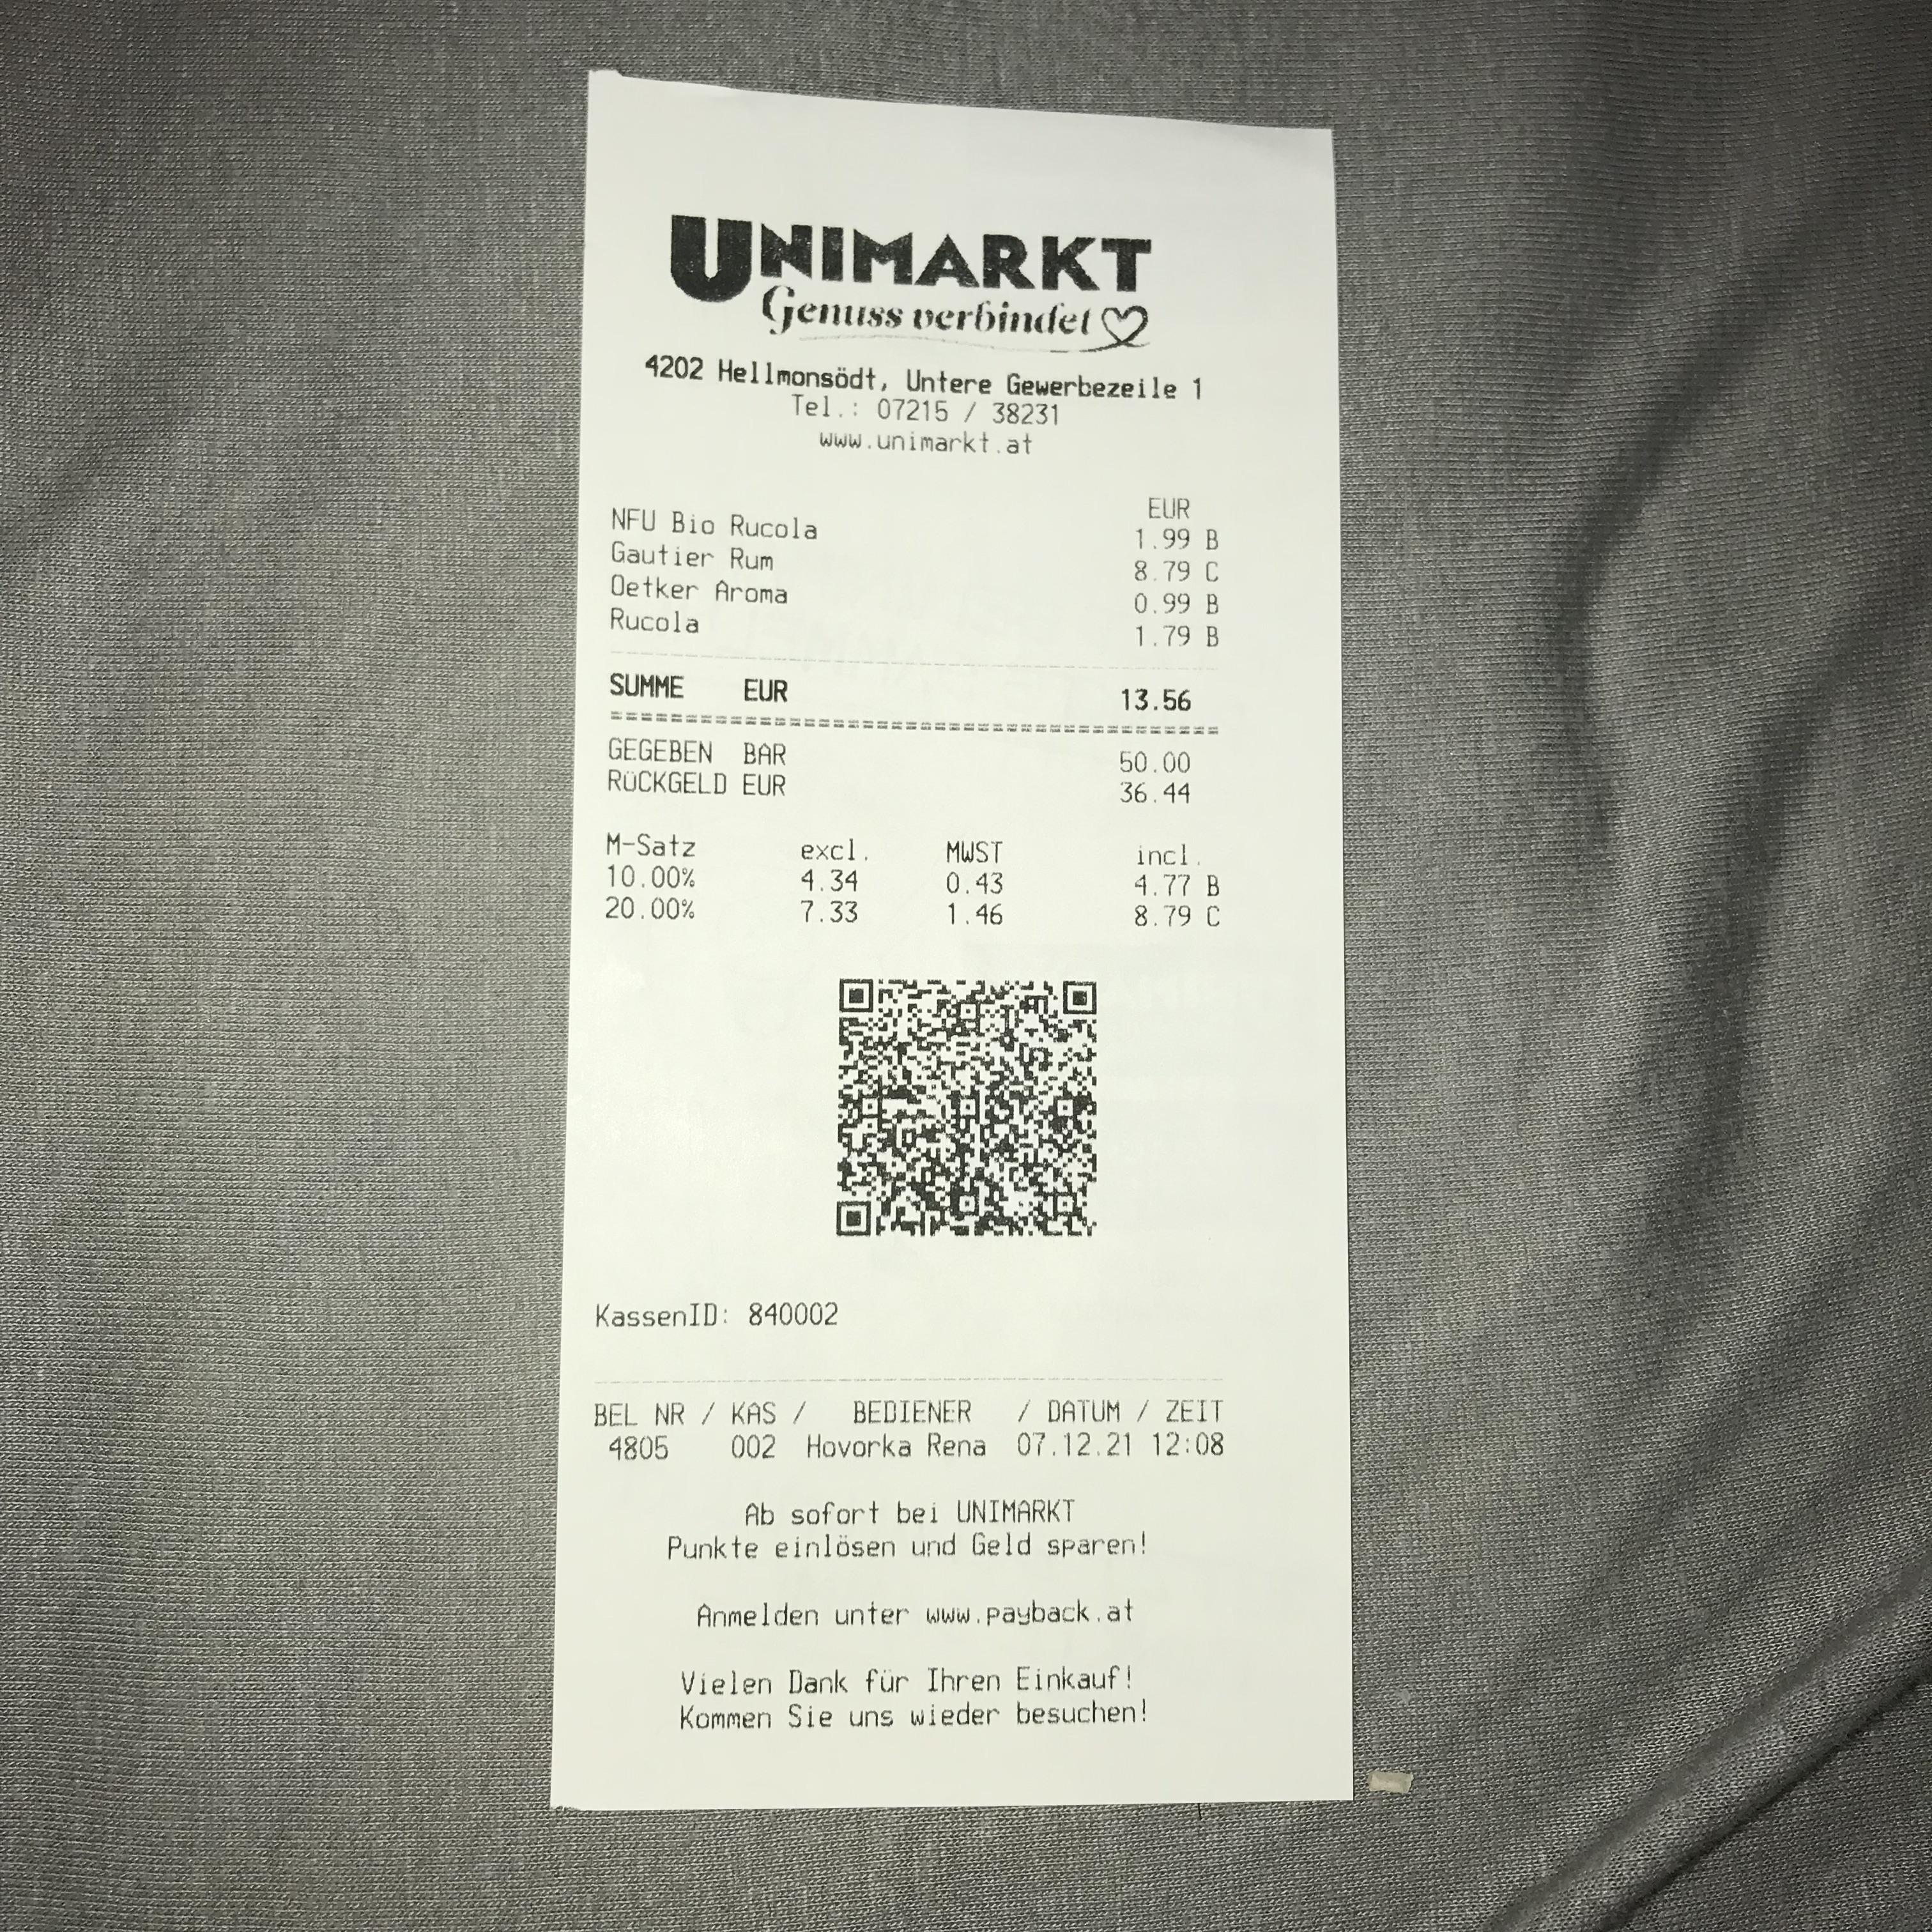 UNIMARKT
Genuss verbindet
4202 Hellmonsödt, Untere Gewerbezeile 1
Tel.: 07215 / 38231
www.unimarkt.at
EUR
NFU Bio Rucola 1.99 B
Gautier Rum 8.79 C
Oetker Aroma 0.99 B
Rucola 1.79 B
SUMME EUR 13.56
GEGEBEN BAR 50.00
RÜCKGELD EUR 36.44
M-Satz excl. MWST incl.
10.00% 4.34 0.43 4.77 B
20.00% 7.33 1.46 8.79 C
KassenID: 840002
BEL NR / KAS / BEDIENER / DATUM / ZEIT
4805 002 Hovorka Rena 07.12.21 12:08
Ab sofort bei UNIMARKT
Punkte einlösen und Geld sparen!
Anmelden unter www.payback.at
Vielen Dank für Ihren Einkauf!
Kommen Sie uns wieder besuchen!